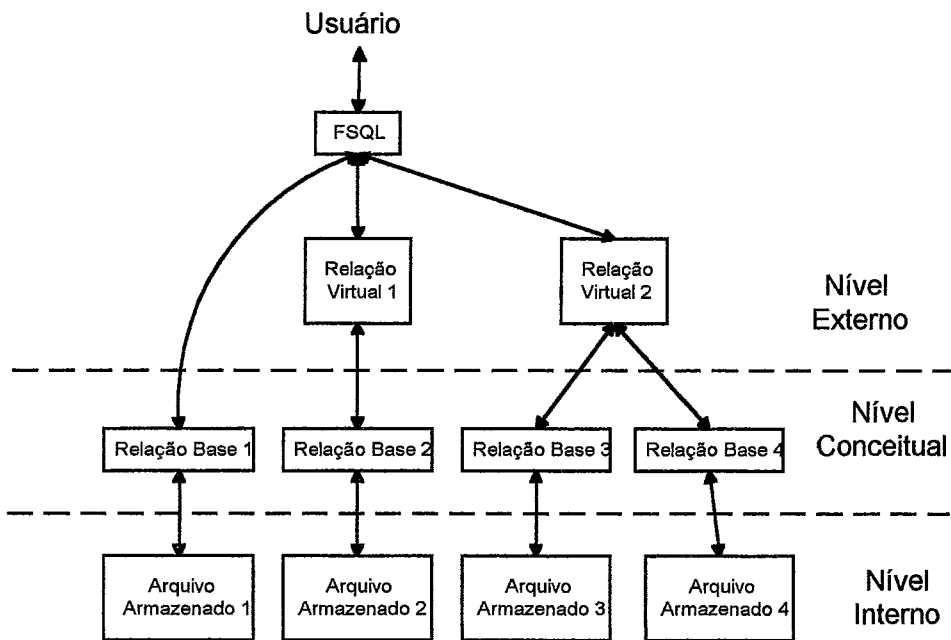 Usuário
FSQL
Relação
Virtual 1
Relação
Virtual 2
Nível
Externo
Nível
Conceitual
Relação Base 1
Relação Base 2
Relação Base 3
Relação Base 4
Arquivo
Armazenado 1
Arquivo
Armazenado 2
Arquivo
Armazenado 3
Arquivo
Armazenado 4
Nível
Interno